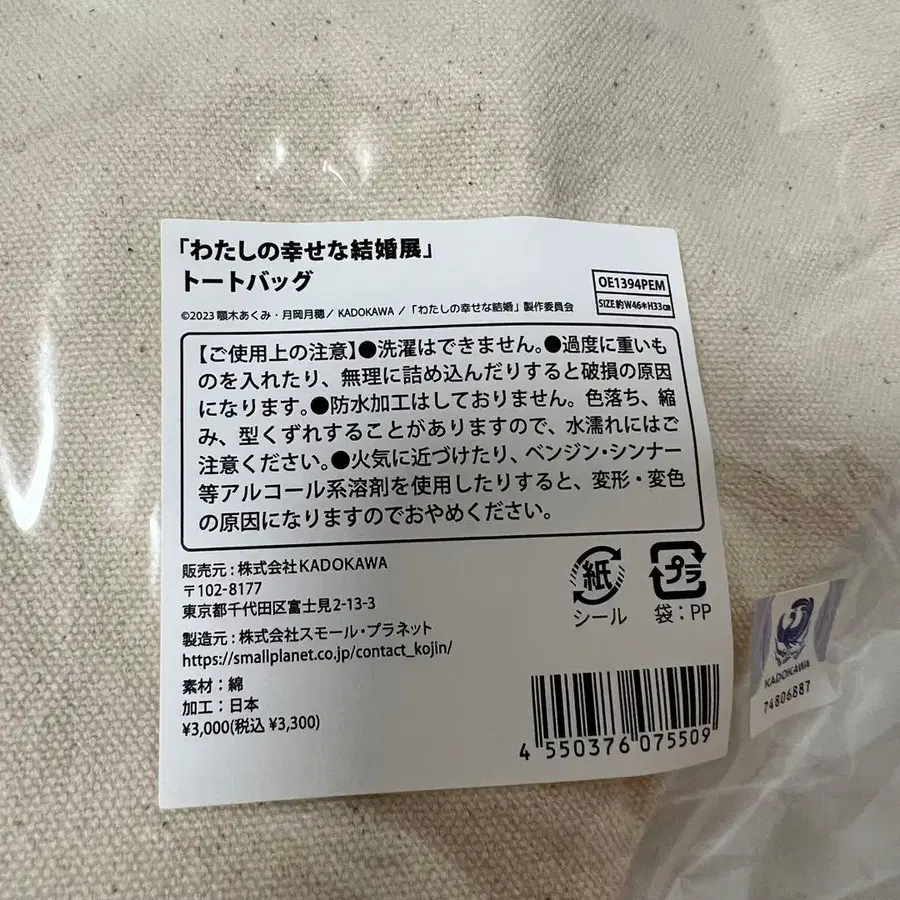 「わたしの幸せな結婚展」
トートバッグ
OE1394PEM
SIZE 約W46×H33㎝
©2023 顎木あくみ・月岡月穂/ KADOKAWA /「わたしの幸せな結婚」製作委員会
【ご使用上の注意】●洗濯はできません。●過度に重いも
のを入れたり、無理に詰め込んだりすると破損の原因
になります。●防水加工はしておりません。色落ち、縮
み、型くずれすることがありますので、水濡れにはご
注意ください。●火気に近づけたり、ベンジン・シンナー
等アルコール系溶剤を使用したりすると、変形・変色
の原因になりますのでおやめください。
販売元:株式会社KADOKAWA
〒102-8177
東京都千代田区富士見2-13-3
製造元:株式会社スモール・プラネット
https://smallplanet.co.jp/contact_kojin/
素材:綿
加工:日本
¥3,000(税込 ¥3,300)
紙
シール
プラ
袋:PP
4 550376 075509
KADOKAWA
74806887